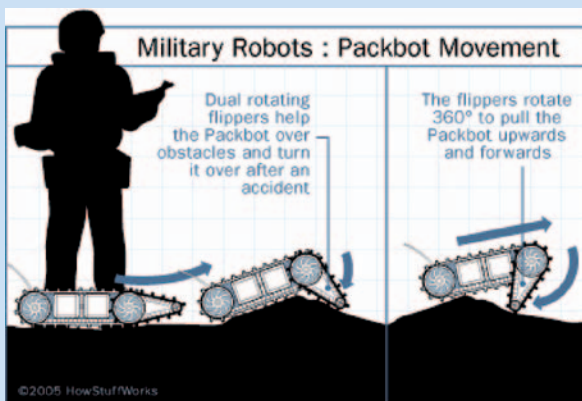 Military Robots : Packbot Movement
Dual rotating
flippers help
the Packbot over
obstacles and turn
it over after an
accident
The flippers rotate
360° to pull the
Packbot upwards
and forwards
©2005 HowStuffWorks